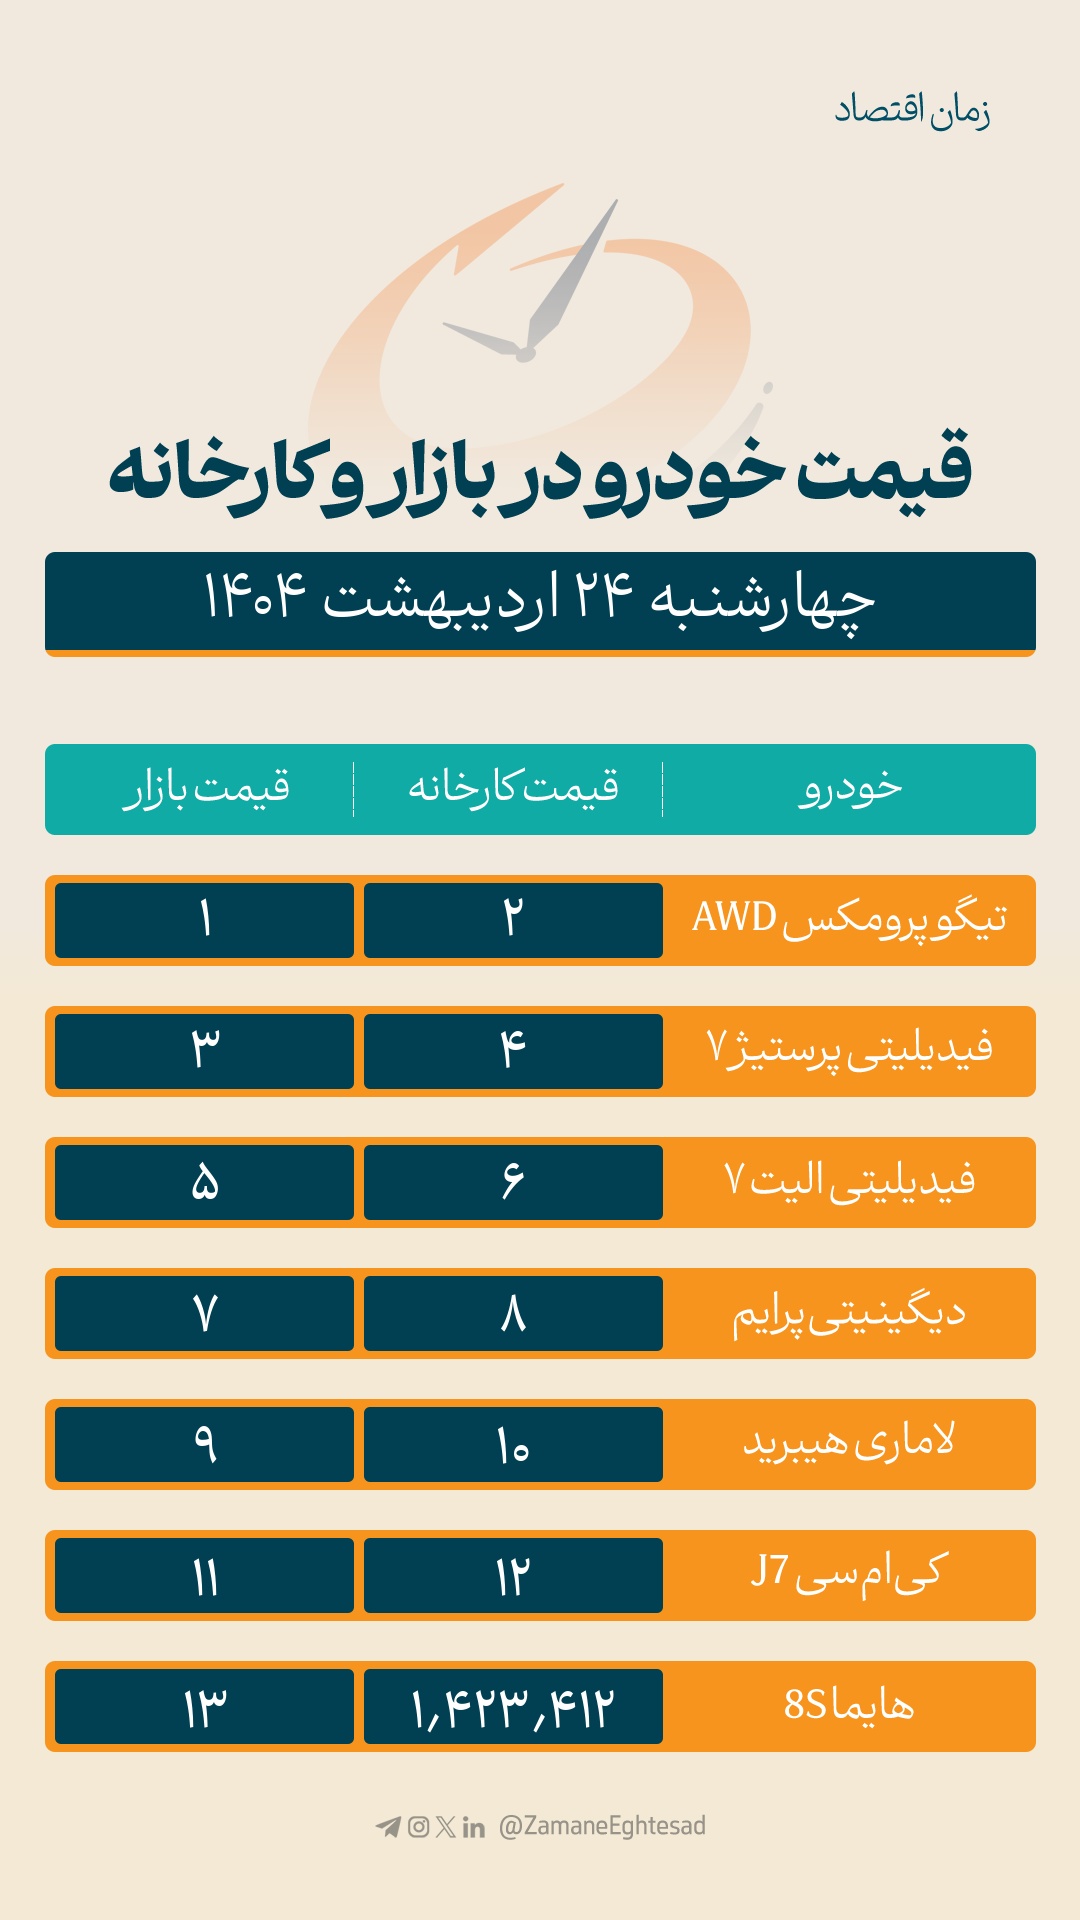 زمان اقتصاد
قیمت خودرو در بازار و کارخانه
چهارشنبه ۲۴ اردیبهشت ۱۴۰۴
خودرو قیمت کارخانه قیمت بازار
تیگو پرومکس AWD ۲ ۱
فیدیلیتی پرستیژ ۷ ۴ ۳
فیدیلیتی الیت ۷ ۶ ۵
دیگینیتی پرایم ۸ ۷
لاماری هیبرید ۱۰ ۹
کی‌ام‌سی J7 ۱۲ ۱۱
هایما 8S ۱٫۴۲۳٫۴۱۲ ۱۳
@ZamaneEghtesad